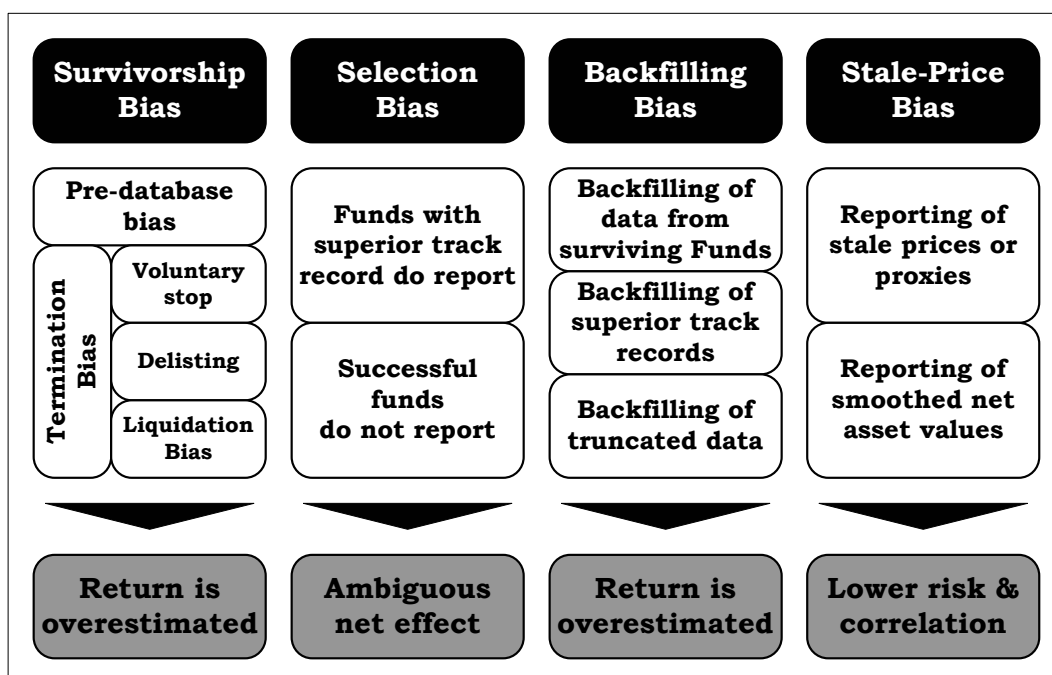 Survivorship
Bias
Selection
Bias
Backfilling
Bias
Stale-Price
Bias
Pre-database
bias
Termination
Bias
Voluntary
stop
Delisting
Liquidation
Bias
Funds with
superior track
record do report
Successful
funds
do not report
Backfilling of
data from
surviving Funds
Backfilling of
superior track
records
Backfilling of
truncated data
Reporting of
stale prices or
proxies
Reporting of
smoothed net
asset values
Return is
overestimated
Ambiguous
net effect
Return is
overestimated
Lower risk &
correlation